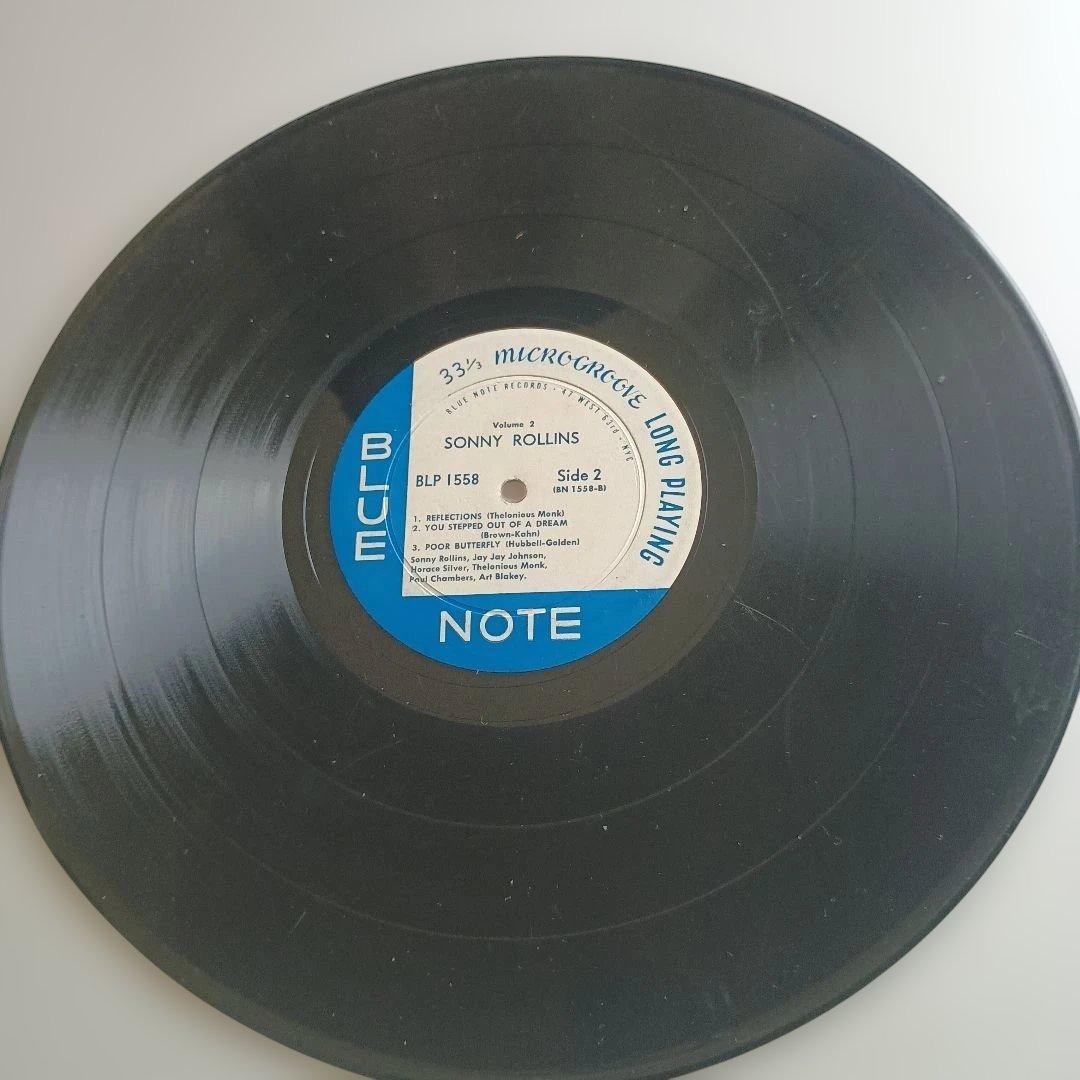 33⅓ MICROGROOVE LONG PLAYING
BLUE NOTE RECORDS · 47 WEST 63rd · NYC
Volume 2
SONNY ROLLINS
BLP 1558
Side 2
(BN 1558-B)
1. REFLECTIONS (Thelonious Monk)
2. YOU STEPPED OUT OF A DREAM
(Brown-Kahn)
3. POOR BUTTERFLY (Hubbell-Golden)
Sonny Rollins, Jay Jay Johnson,
Horace Silver, Thelonious Monk,
Paul Chambers, Art Blakey.
BLUE
NOTE